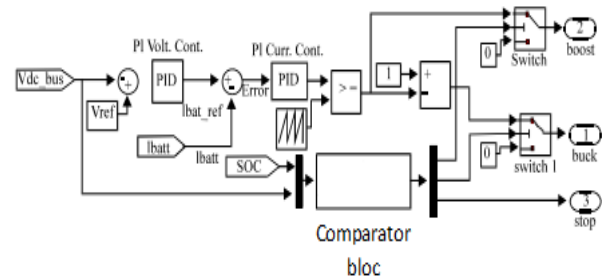 PI Volt. Cont.
PI Curr. Cont.
Vdc_bus
PID
Vref
Ibat_ref
Error
PID
> =
1
+
-
0
Switch
2
boost
Ibatt
Ibatt
SOC
0
switch 1
1
buck
3
stop
Comparator
bloc